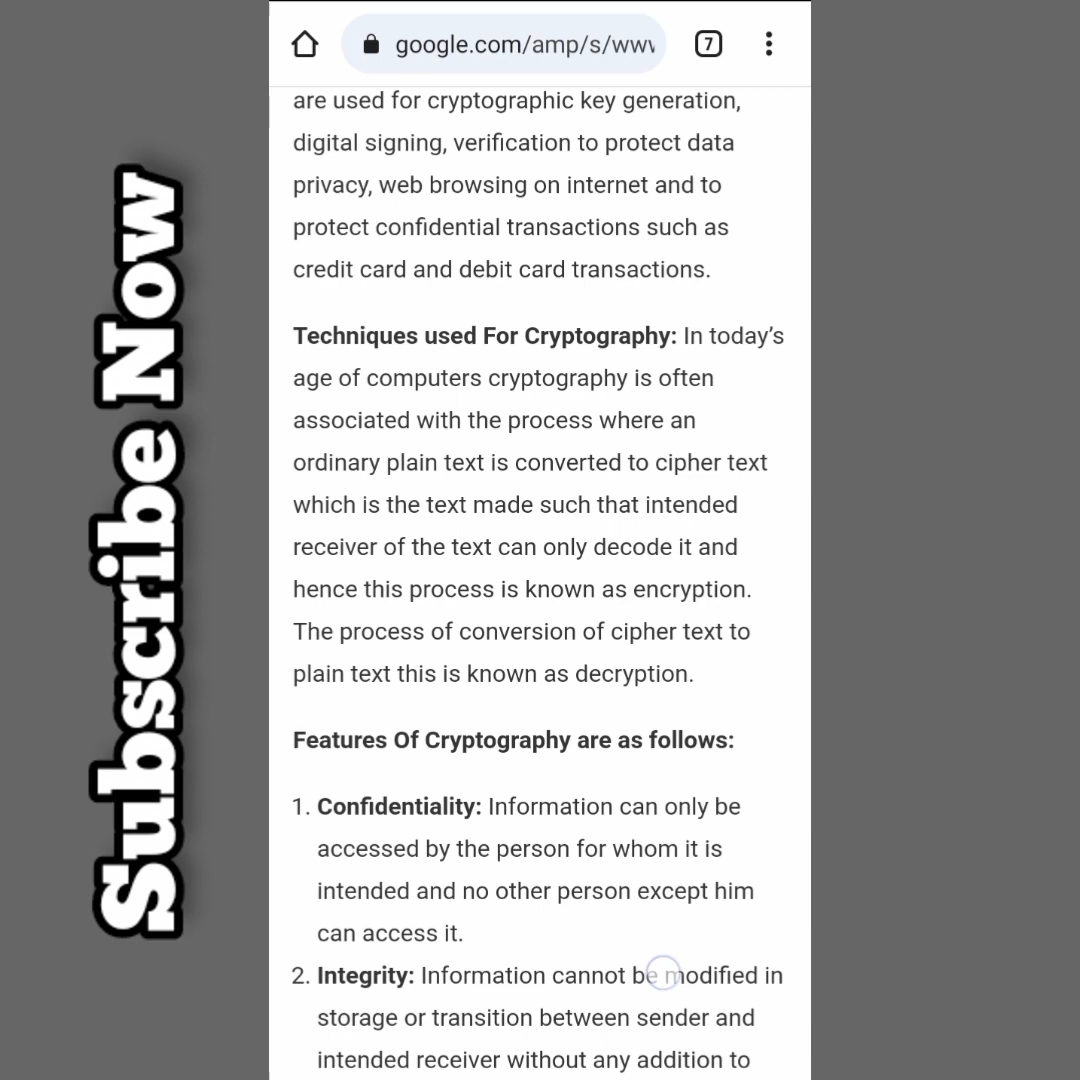 Subscribe Now
7
google.com/amp/s/www
are used for cryptographic key generation,
digital signing, verification to protect data
privacy, web browsing on internet and to
protect confidential transactions such as
credit card and debit card transactions.
Techniques used For Cryptography: In today’s
age of computers cryptography is often
associated with the process where an
ordinary plain text is converted to cipher text
which is the text made such that intended
receiver of the text can only decode it and
hence this process is known as encryption.
The process of conversion of cipher text to
plain text this is known as decryption.
Features Of Cryptography are as follows:
1. Confidentiality: Information can only be
accessed by the person for whom it is
intended and no other person except him
can access it.
2. Integrity: Information cannot be modified in
storage or transition between sender and
intended receiver without any addition to